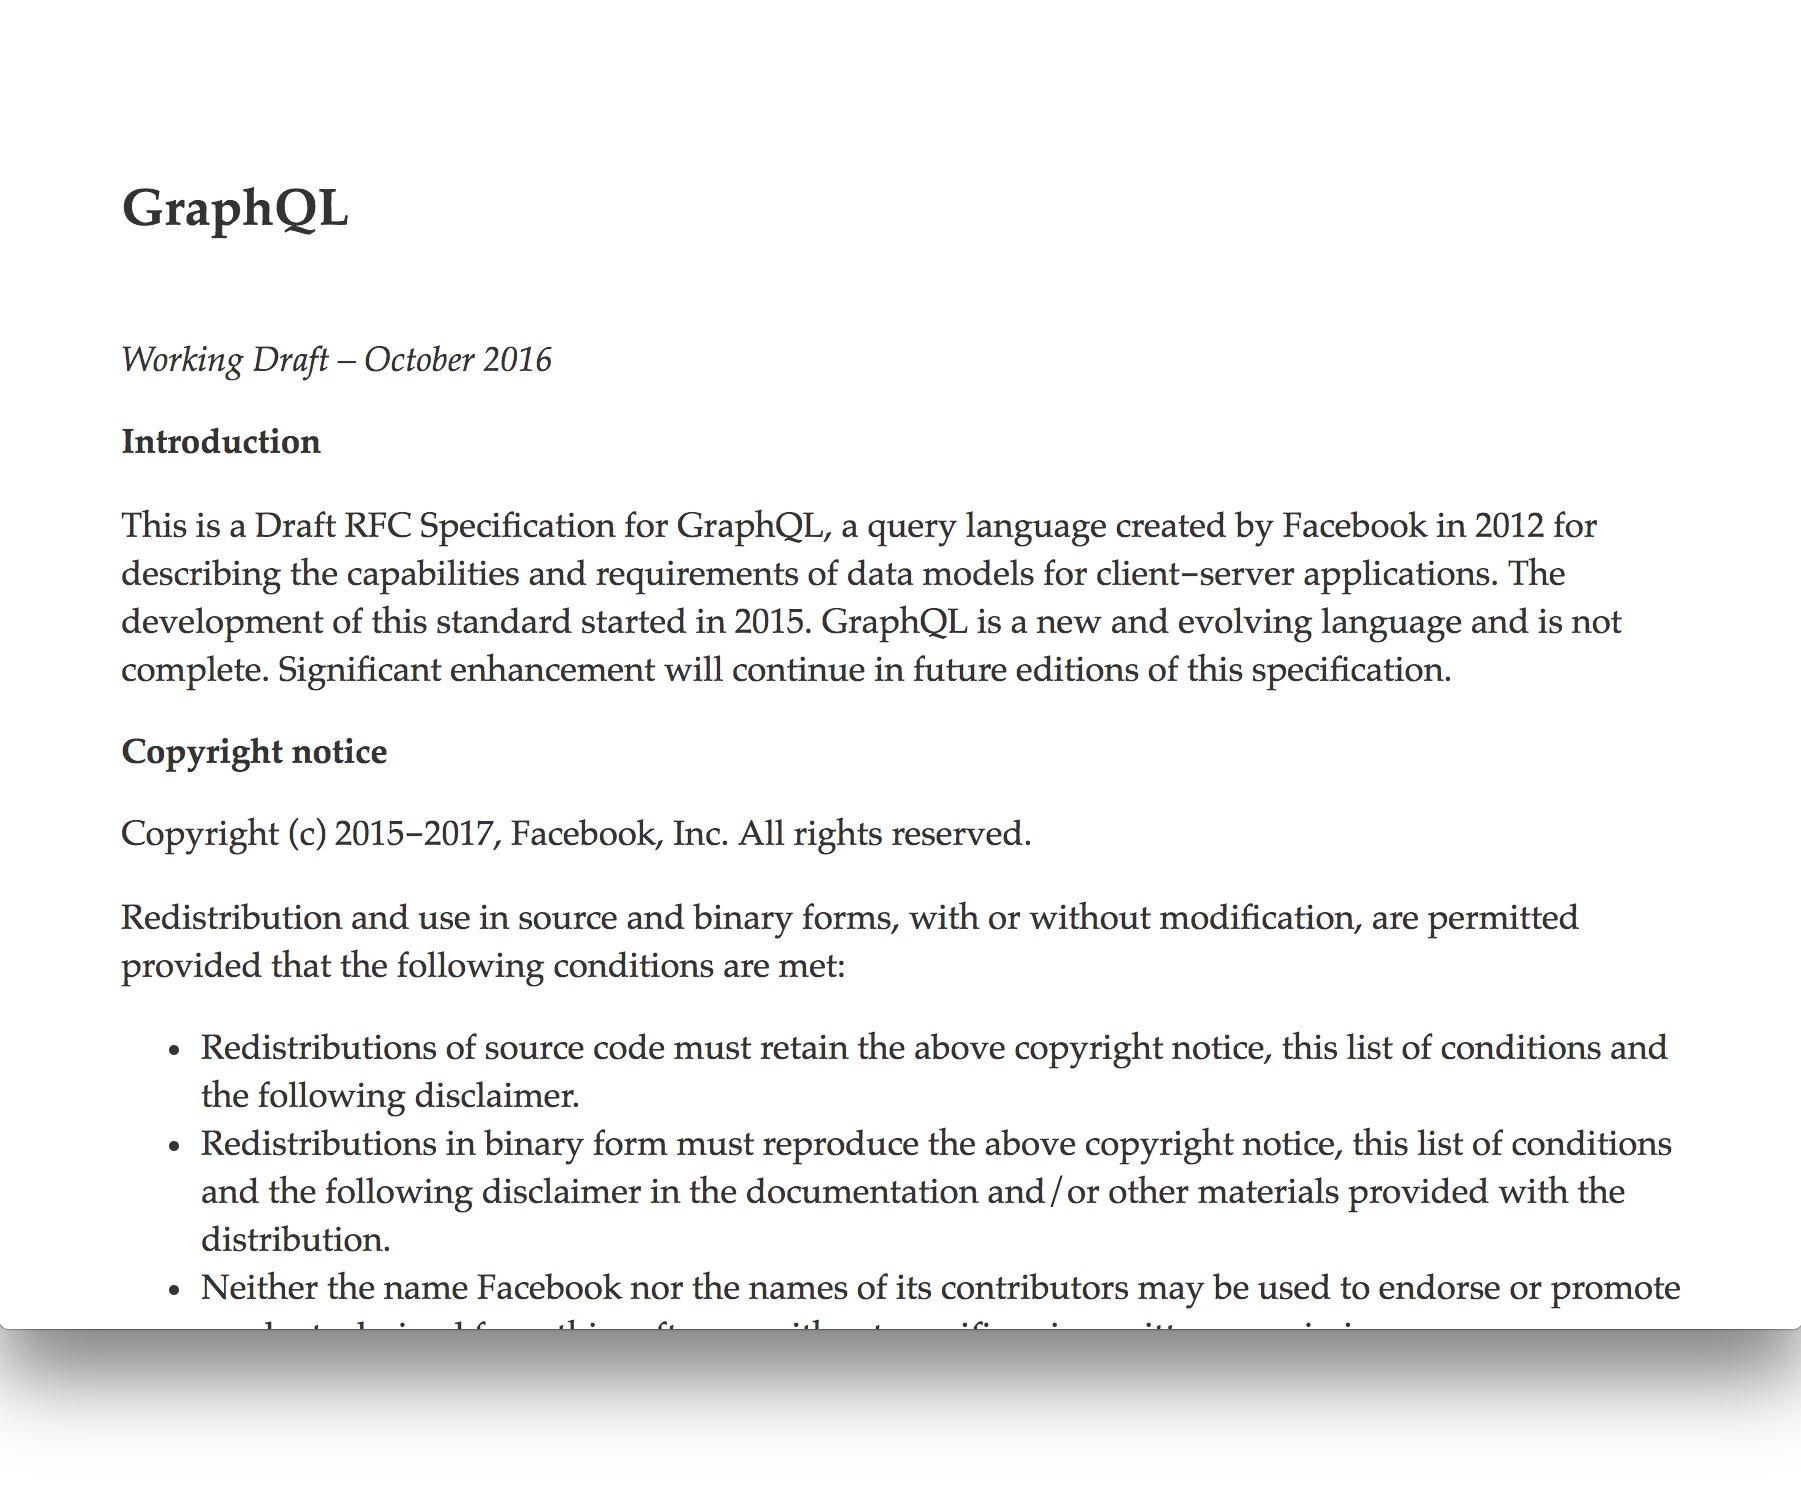 GraphQL
Working Draft – October 2016
Introduction
This is a Draft RFC Specification for GraphQL, a query language created by Facebook in 2012 for
describing the capabilities and requirements of data models for client–server applications. The
development of this standard started in 2015. GraphQL is a new and evolving language and is not
complete. Significant enhancement will continue in future editions of this specification.
Copyright notice
Copyright (c) 2015–2017, Facebook, Inc. All rights reserved.
Redistribution and use in source and binary forms, with or without modification, are permitted
provided that the following conditions are met:
• Redistributions of source code must retain the above copyright notice, this list of conditions and
the following disclaimer.
• Redistributions in binary form must reproduce the above copyright notice, this list of conditions
and the following disclaimer in the documentation and/or other materials provided with the
distribution.
• Neither the name Facebook nor the names of its contributors may be used to endorse or promote